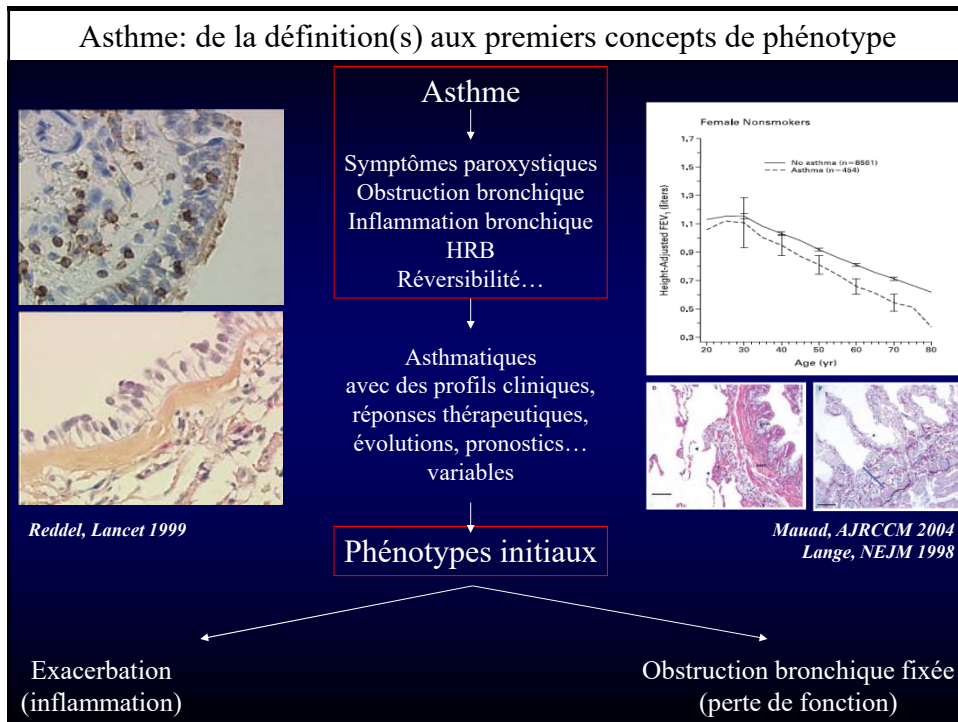 Asthme: de la définition(s) aux premiers concepts de phénotype
Asthme
Symptômes paroxystiques
Obstruction bronchique
Inflammation bronchique
HRB
Réversibilité…
Asthmatiques
avec des profils cliniques,
réponses thérapeutiques,
évolutions, pronostics…
variables
Reddel, Lancet 1999
Female Nonsmokers
No asthma (n=8561)
Asthma (n=454)
Height-Adjusted FEV1 (liters)
1,7
1,5
1,3
1,1
0,9
0,7
0,5
0,3
20 30 40 50 60 70 80
Age (yr)
Mauad, AJRCCM 2004
Lange, NEJM 1998
Phénotypes initiaux
Exacerbation
(inflammation)
Obstruction bronchique fixée
(perte de fonction)